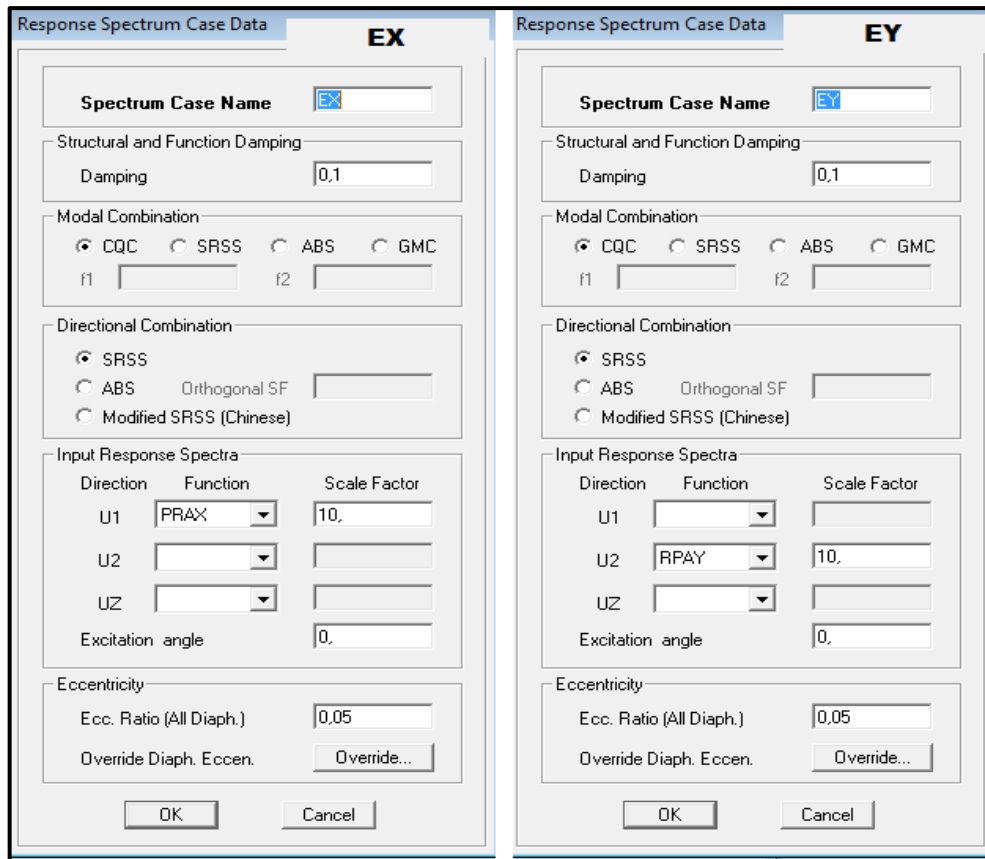 Response Spectrum Case Data
EX
Spectrum Case Name EX
Structural and Function Damping
Damping 0,1
Modal Combination
CQC SRSS ABS GMC
f1 f2
Directional Combination
SRSS
ABS Orthogonal SF
Modified SRSS (Chinese)
Input Response Spectra
Direction Function Scale Factor
U1 PRAX 10,
U2
UZ
Excitation angle 0,
Eccentricity
Ecc. Ratio (All Diaph.) 0,05
Override Diaph. Eccen. Override...
OK Cancel
Response Spectrum Case Data
EY
Spectrum Case Name EY
Structural and Function Damping
Damping 0,1
Modal Combination
CQC SRSS ABS GMC
f1 f2
Directional Combination
SRSS
ABS Orthogonal SF
Modified SRSS (Chinese)
Input Response Spectra
Direction Function Scale Factor
U1
U2 RPAY 10,
UZ
Excitation angle 0,
Eccentricity
Ecc. Ratio (All Diaph.) 0,05
Override Diaph. Eccen. Override...
OK Cancel